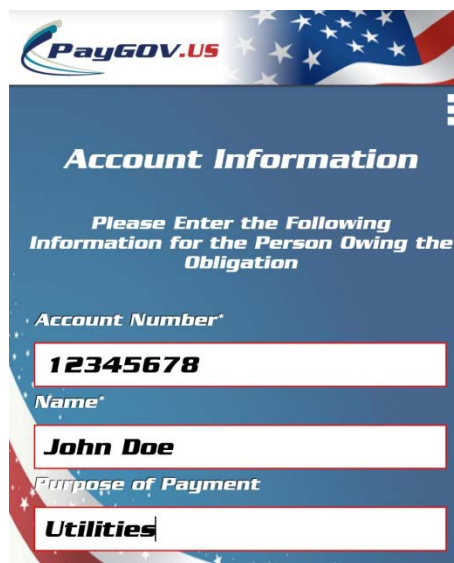 PayGOV.US
Account Information
Please Enter the Following
Information for the Person Owing the
Obligation
Account Number*
12345678
Name*
John Doe
Purpose of Payment
Utilities